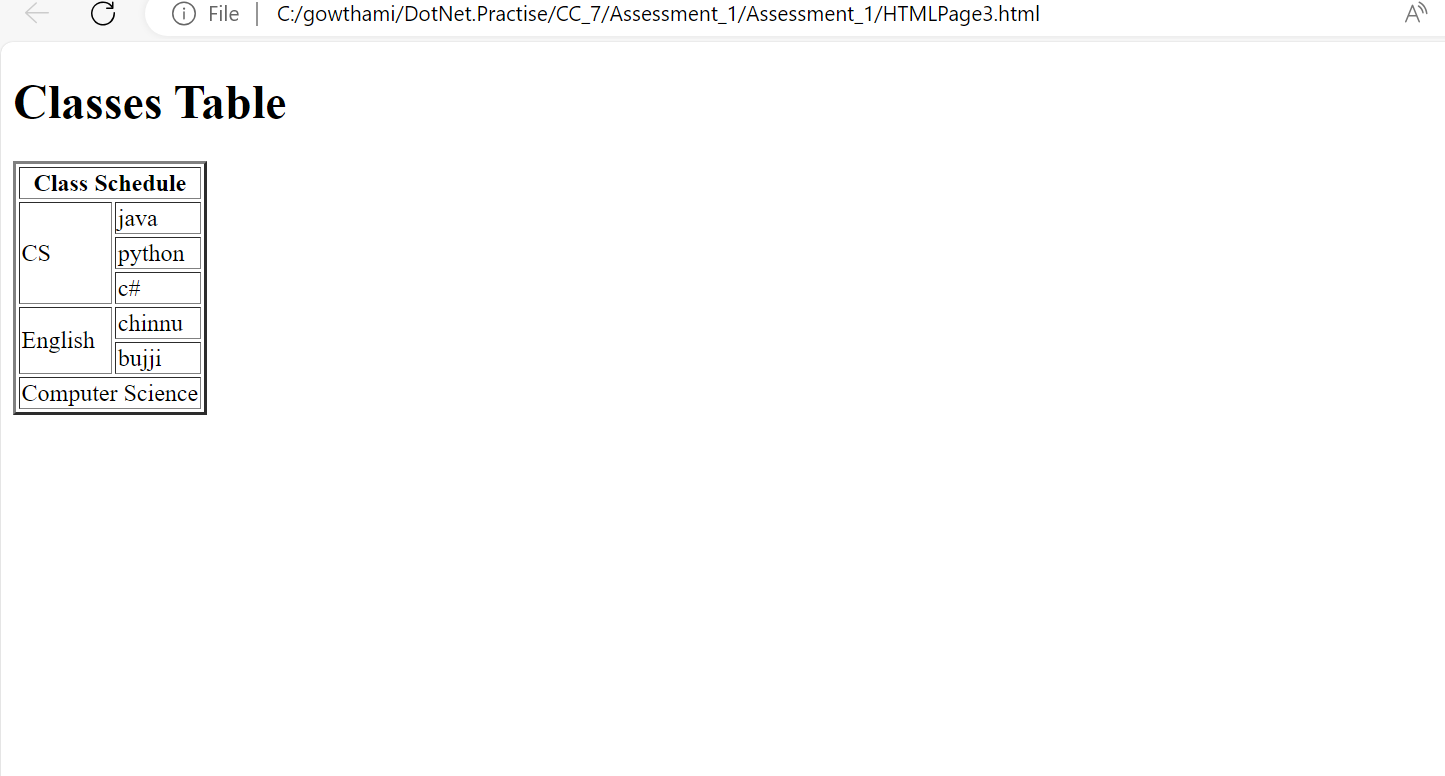 File | C:/gowthami/DotNet.Practise/CC_7/Assessment_1/Assessment_1/HTMLPage3.html A
Classes Table
Class Schedule
CS
java
python
c#
English
chinnu
bujji
Computer Science